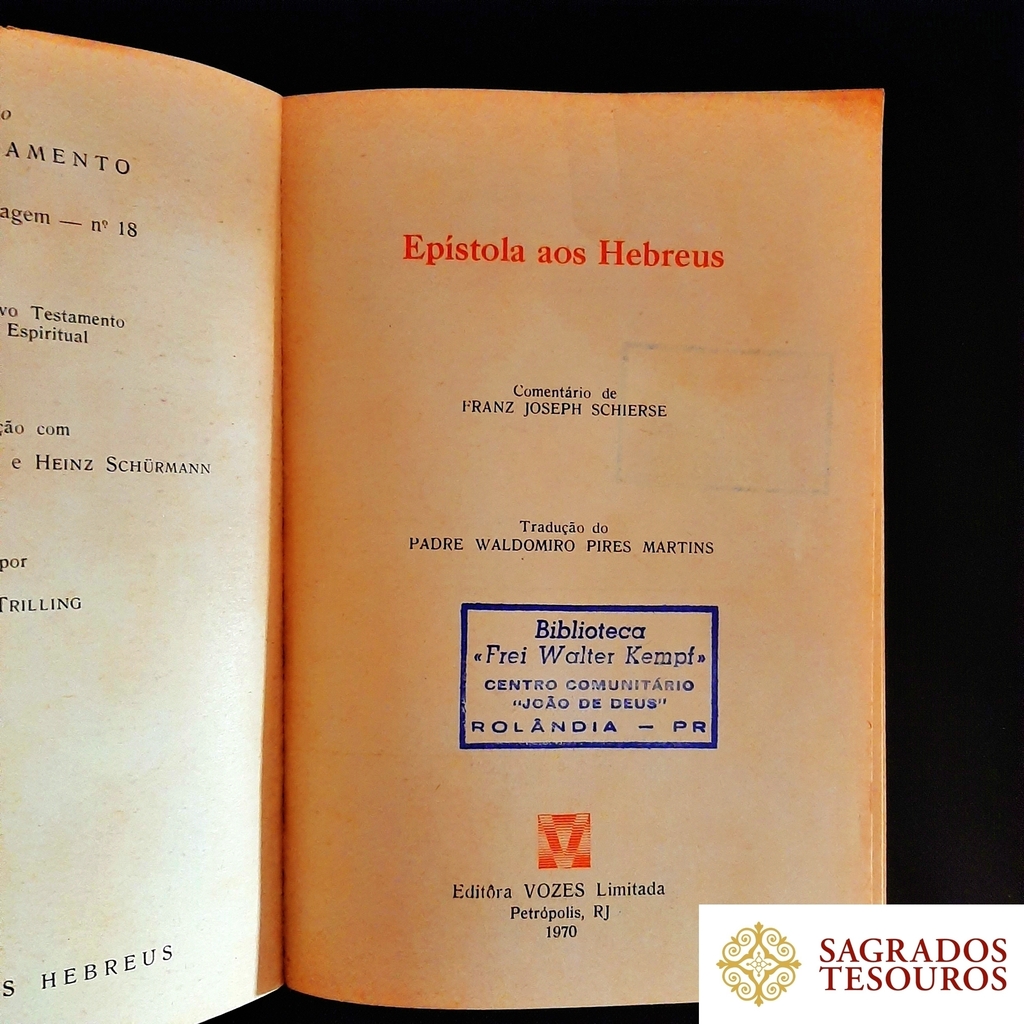 o
AMENTO
agem — nº 18
vo Testamento
Espiritual
ção com
e HEINZ SCHÜRMANN
por
TRILLING
S HEBREUS
Epístola aos Hebreus
Comentário de
FRANZ JOSEPH SCHIERSE
Tradução do
PADRE WALDOMIRO PIRES MARTINS
Biblioteca
«Frei Walter Kempf»
CENTRO COMUNITÁRIO
"JOÃO DE DEUS"
ROLÂNDIA — PR
Editôra VOZES Limitada
Petrópolis, RJ
1970
SAGRADOS
TESOUROS